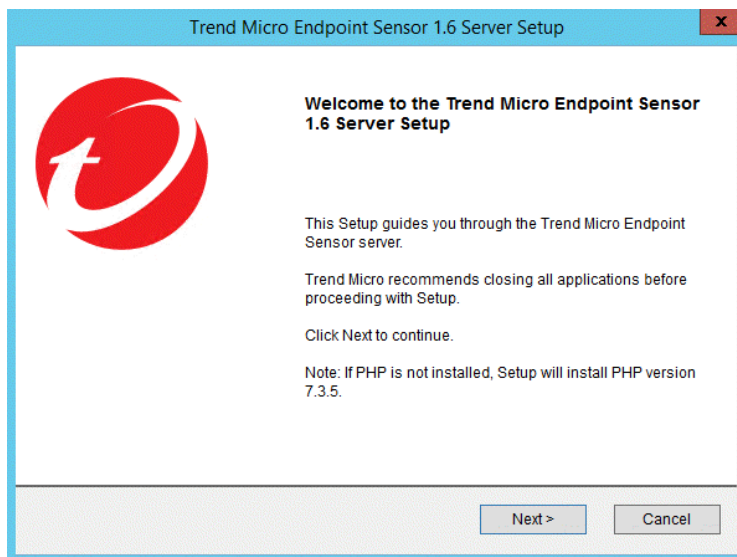 Trend Micro Endpoint Sensor 1.6 Server Setup
x
Welcome to the Trend Micro Endpoint Sensor
1.6 Server Setup
This Setup guides you through the Trend Micro Endpoint
Sensor server.
Trend Micro recommends closing all applications before
proceeding with Setup.
Click Next to continue.
Note: If PHP is not installed, Setup will install PHP version
7.3.5.
Next >
Cancel